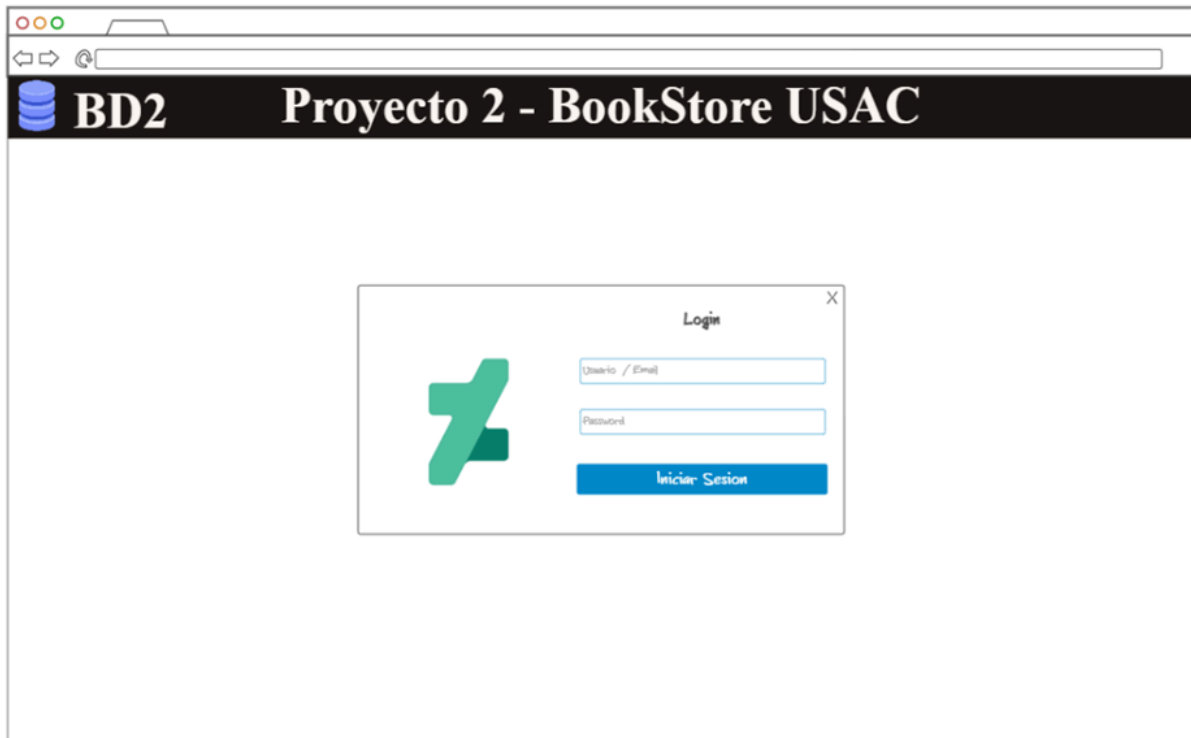 BD2
Proyecto 2 - BookStore USAC
X
Login
Usuario / Email
Password
Iniciar Sesion